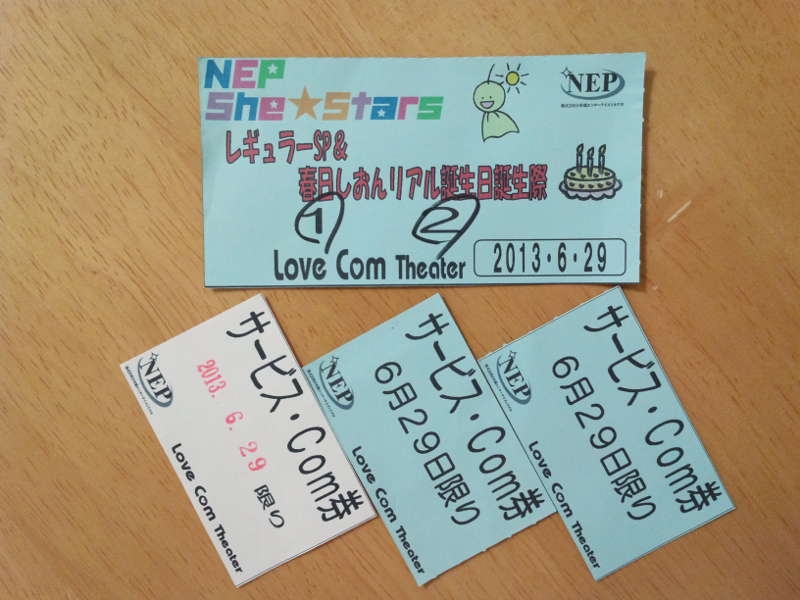 NEP
She★Stars
NEP
レギュラーSP&
春日しおんリアル誕生日誕生際
① ②
Love Com Theater
2013・6・29
サービス・Com券
2013. 6. 29 限り
NEP
Love Com Theater
サービス・Com券
6月29日限り
NEP
Love Com Theater
サービス・Com券
6月29日限り
NEP
Love Com Theater